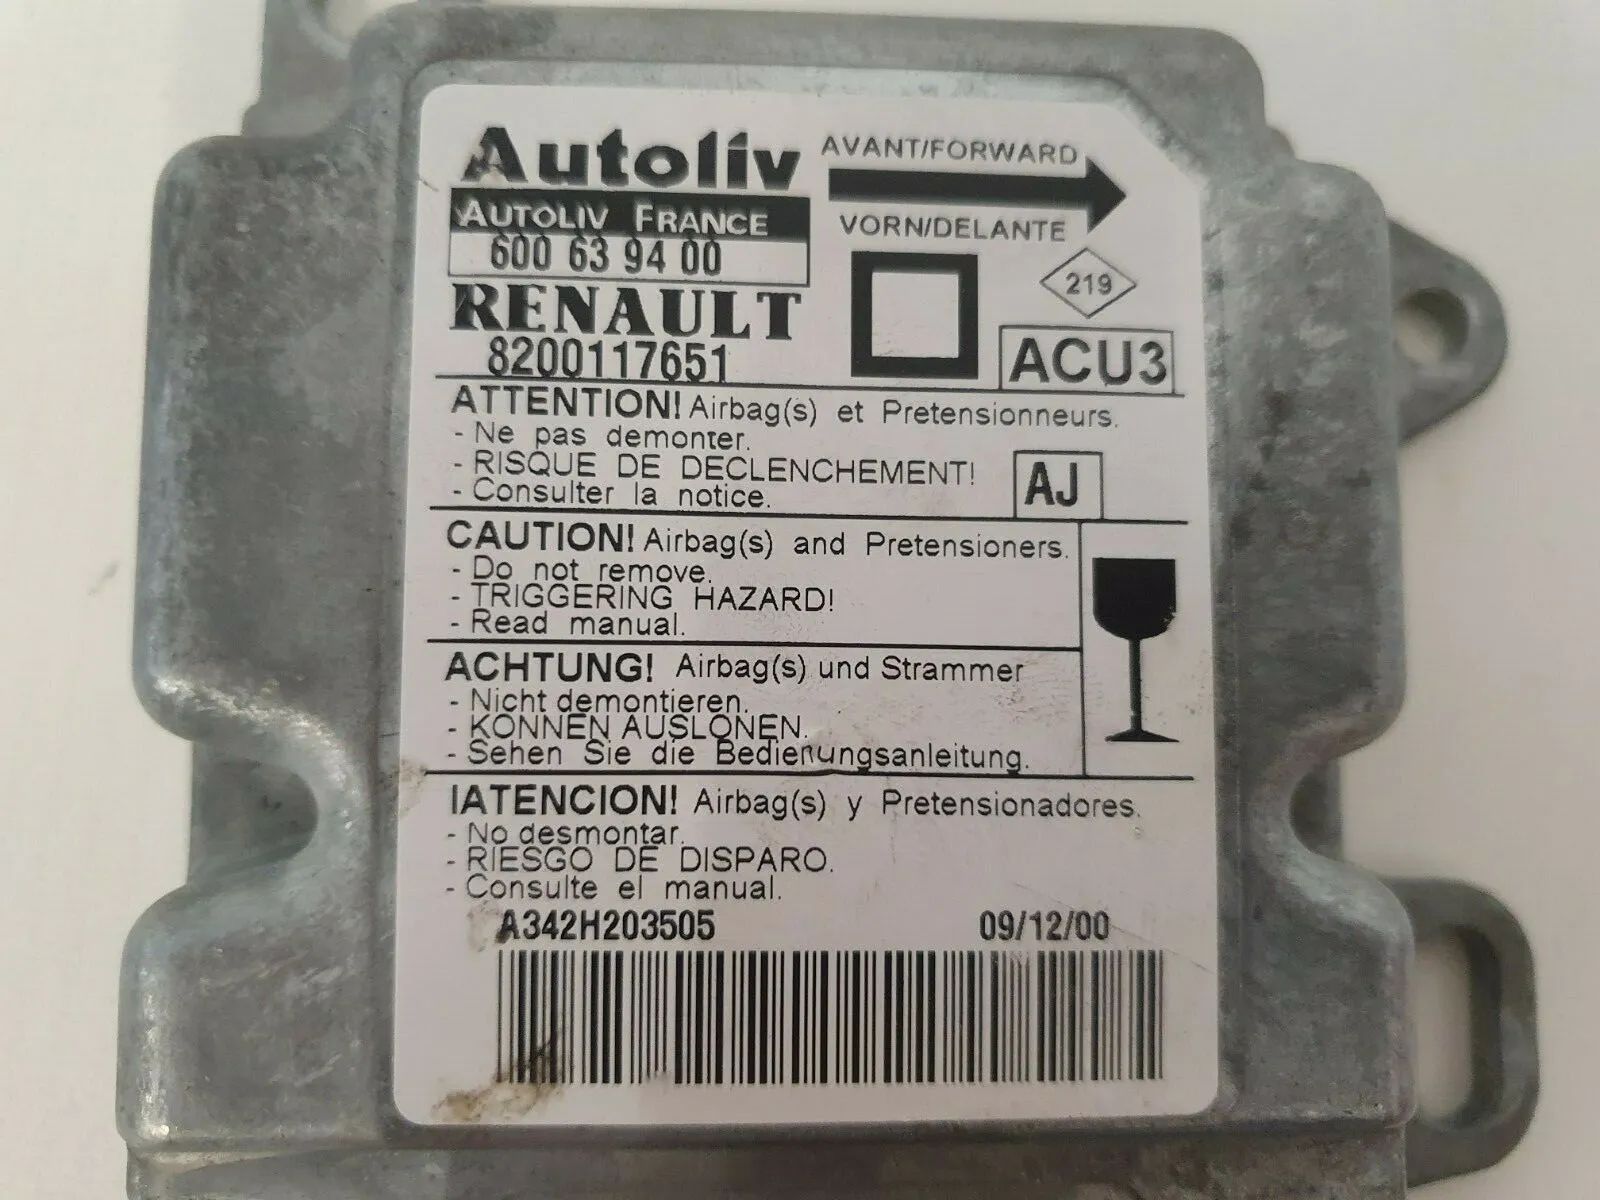 Autoliv
AVANT/FORWARD
AUTOLIV FRANCE
VORN/DELANTE
600 63 94 00
219
RENAULT
ACU3
8200117651
ATTENTION! Airbag(s) et Pretensionneurs.
- Ne pas demonter.
- RISQUE DE DECLENCHEMENT!
AJ
- Consulter la notice.
CAUTION! Airbag(s) and Pretensioners.
- Do not remove.
- TRIGGERING HAZARD!
- Read manual.
ACHTUNG! Airbag(s) und Strammer
- Nicht demontieren.
- KONNEN AUSLONEN.
- Sehen Sie die Bedienungsanleitung.
IATENCION! Airbag(s) y Pretensionadores.
- No desmontar.
- RIESGO DE DISPARO.
- Consulte el manual.
A342H203505
09/12/00